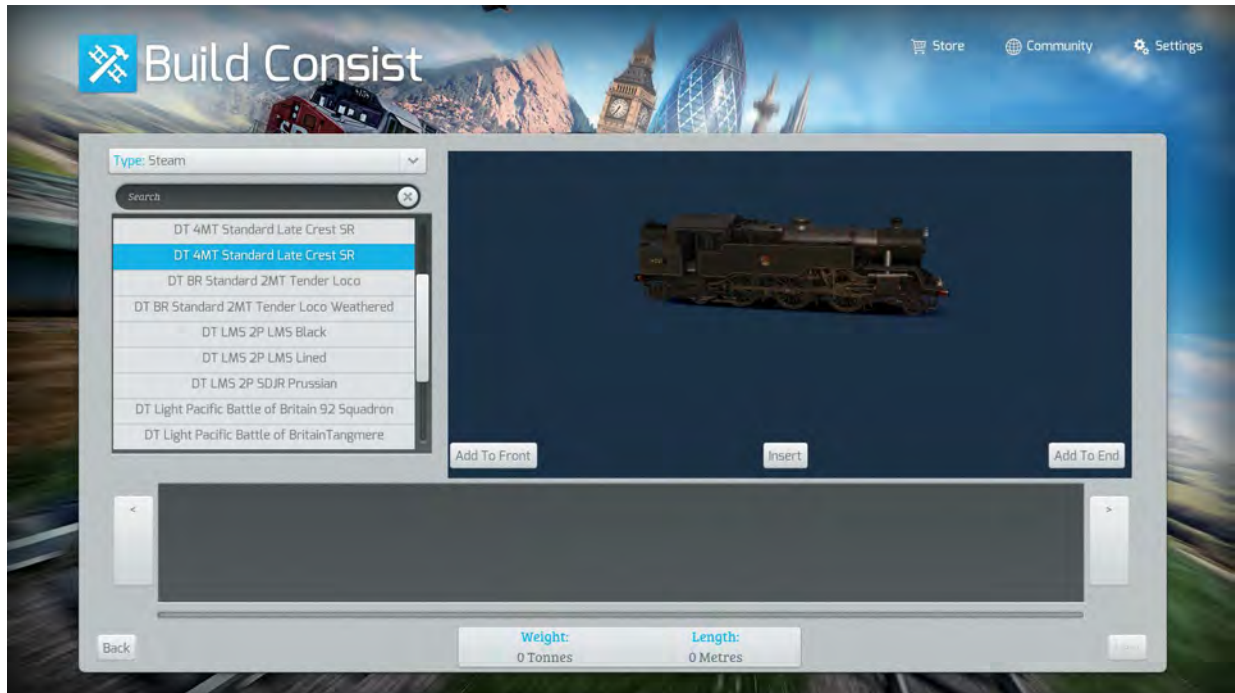 Build Consist
Store
Community
Settings
Type: Steam
Search
DT 4MT Standard Late Crest SR
DT 4MT Standard Late Crest SR
DT BR Standard 2MT Tender Loco
DT BR Standard 2MT Tender Loco Weathered
DT LMS 2P LMS Black
DT LMS 2P LMS Lined
DT LMS 2P SDJR Prussian
DT Light Pacific Battle of Britain 92 Squadron
DT Light Pacific Battle of BritainTangmere
Add To Front
Insert
Add To End
<
>
Back
Weight:
0 Tonnes
Length:
0 Metres